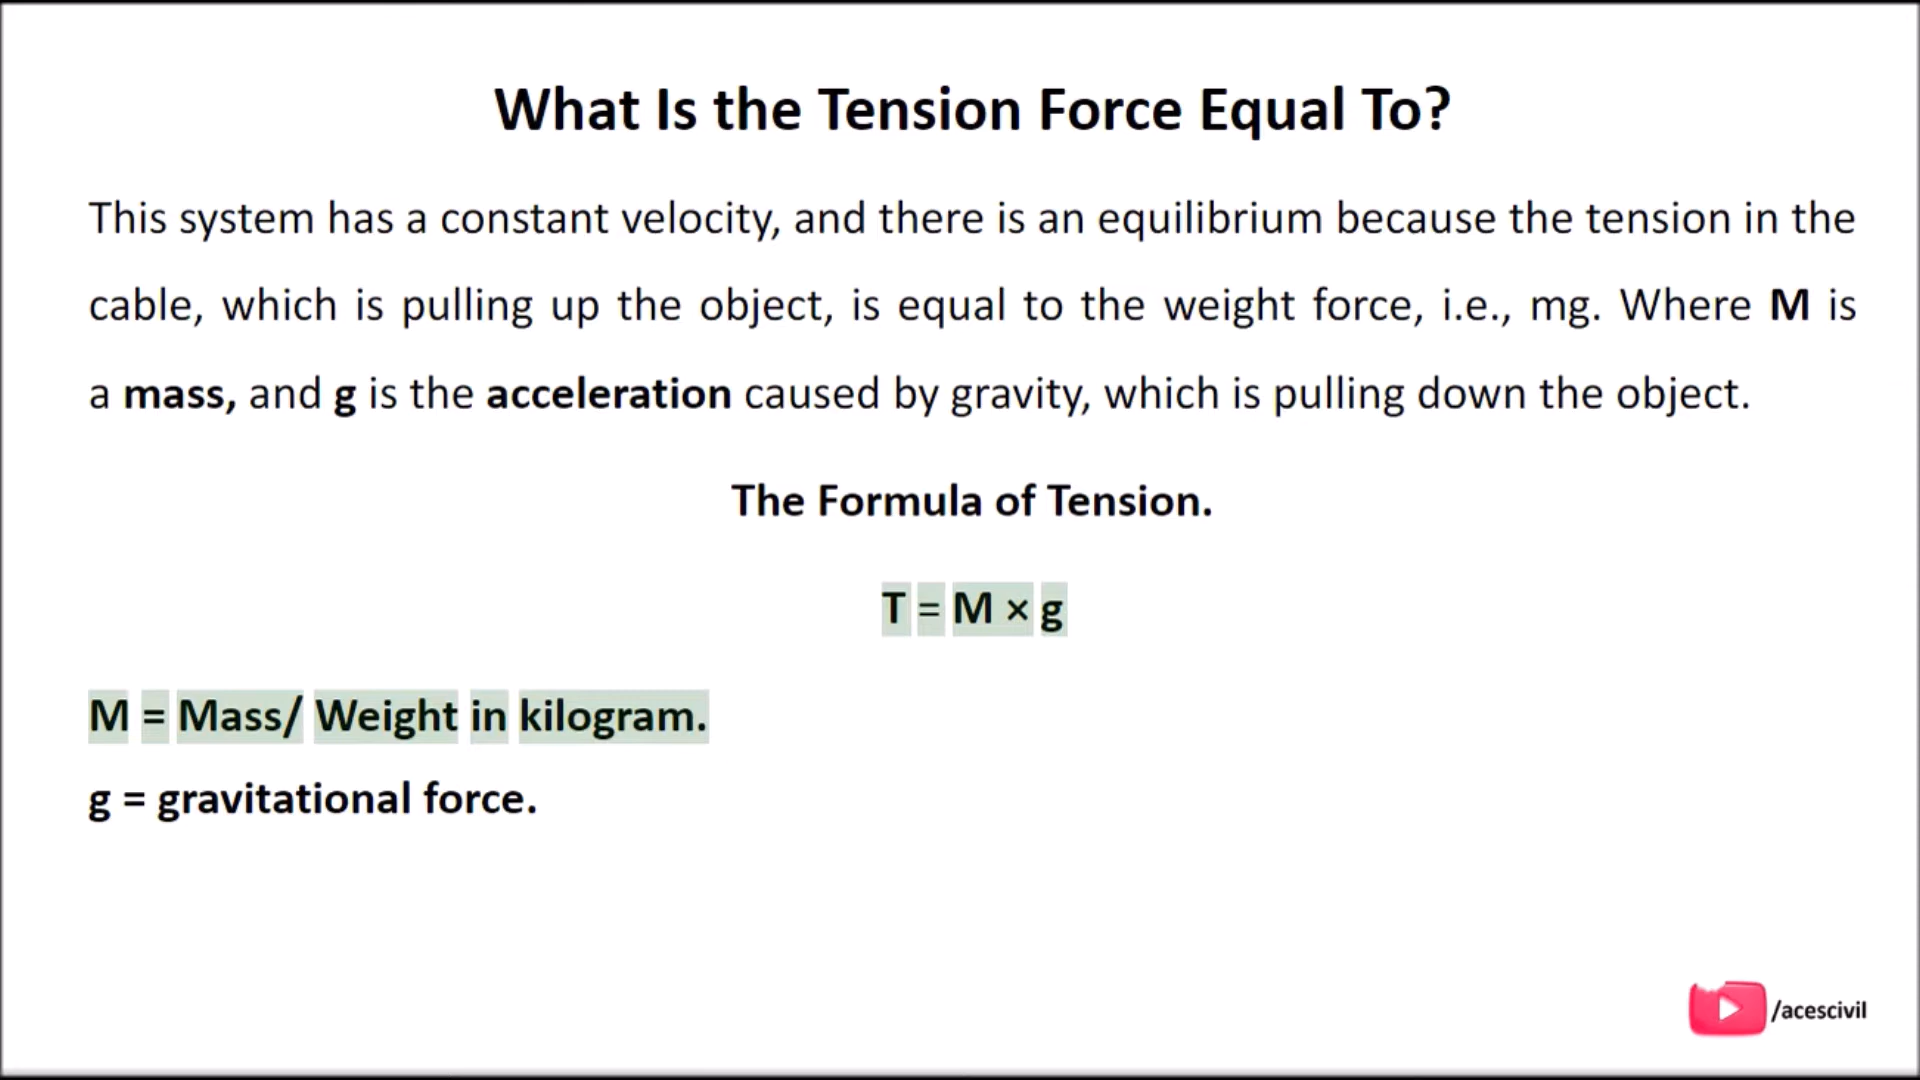 What Is the Tension Force Equal To?
This system has a constant velocity, and there is an equilibrium because the tension in the
cable, which is pulling up the object, is equal to the weight force, i.e., mg. Where M is
a mass, and g is the acceleration caused by gravity, which is pulling down the object.
The Formula of Tension.
T = M × g
M = Mass/ Weight in kilogram.
g = gravitational force.
/acescivil